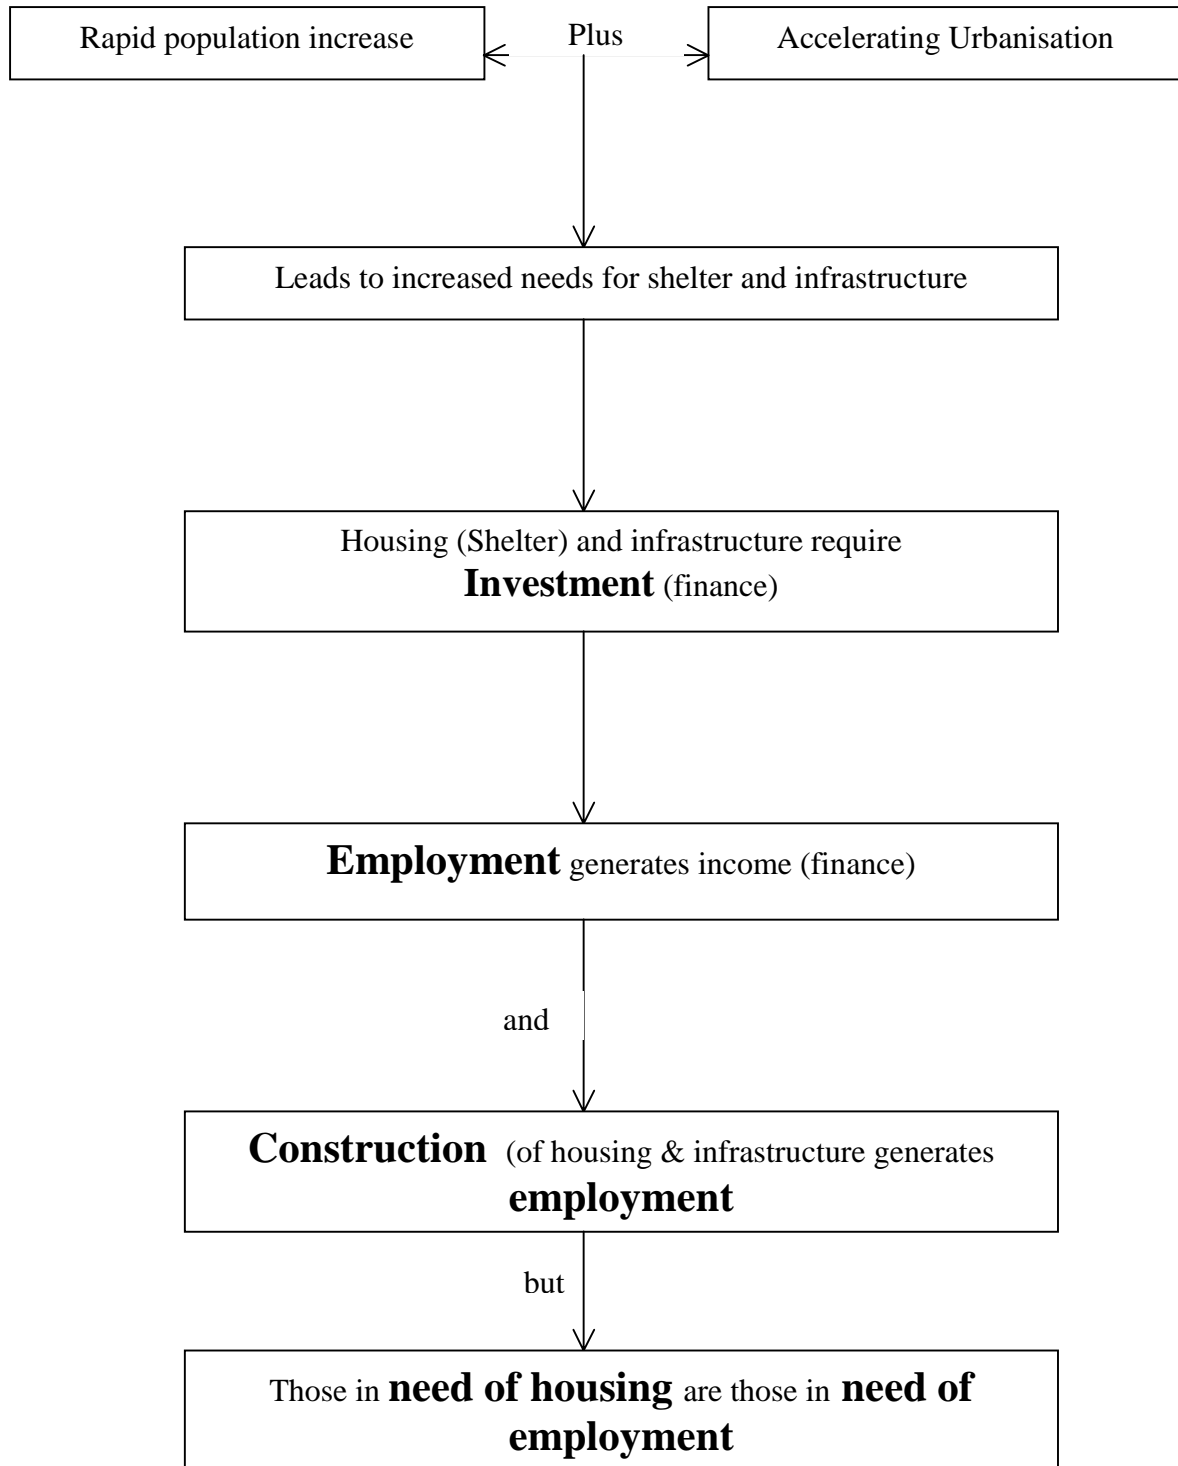 Rapid population increase
Plus
Accelerating Urbanisation
Leads to increased needs for shelter and infrastructure
Housing (Shelter) and infrastructure require
Investment (finance)
Employment generates income (finance)
and
Construction (of housing & infrastructure generates
employment
but
Those in need of housing are those in need of
employment